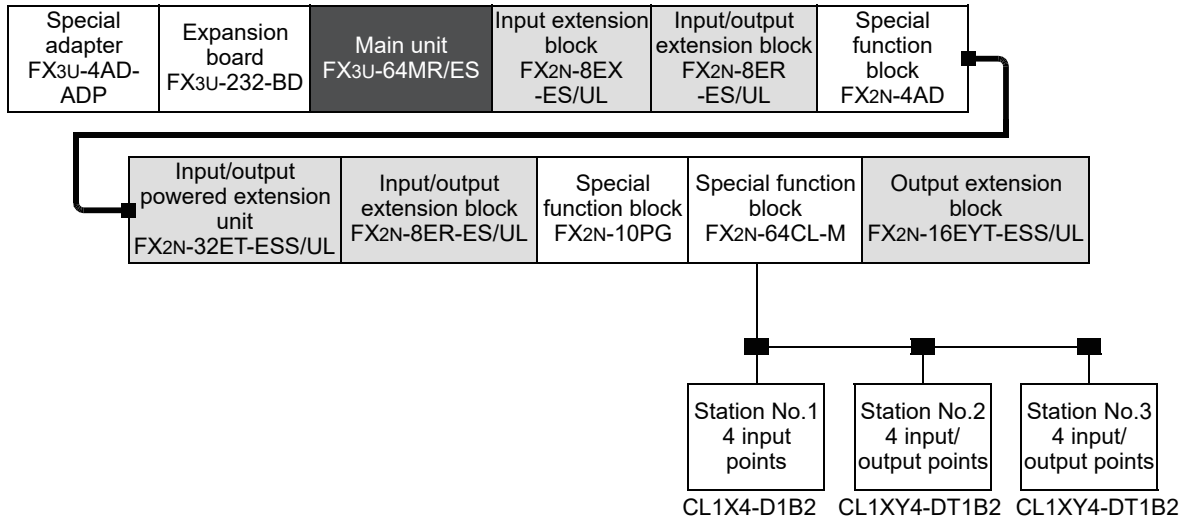 Special
adapter
FX3U-4AD-
ADP
Expansion
board
FX3U-232-BD
Main unit
FX3U-64MR/ES
Input extension
block
FX2N-8EX
-ES/UL
Input/output
extension block
FX2N-8ER
-ES/UL
Special
function
block
FX2N-4AD
Input/output
powered extension
unit
FX2N-32ET-ESS/UL
Input/output
extension block
FX2N-8ER-ES/UL
Special
function block
FX2N-10PG
Special function
block
FX2N-64CL-M
Output extension
block
FX2N-16EYT-ESS/UL
Station No.1
4 input
points
CL1X4-D1B2
Station No.2
4 input/
output points
CL1XY4-DT1B2
Station No.3
4 input/
output points
CL1XY4-DT1B2